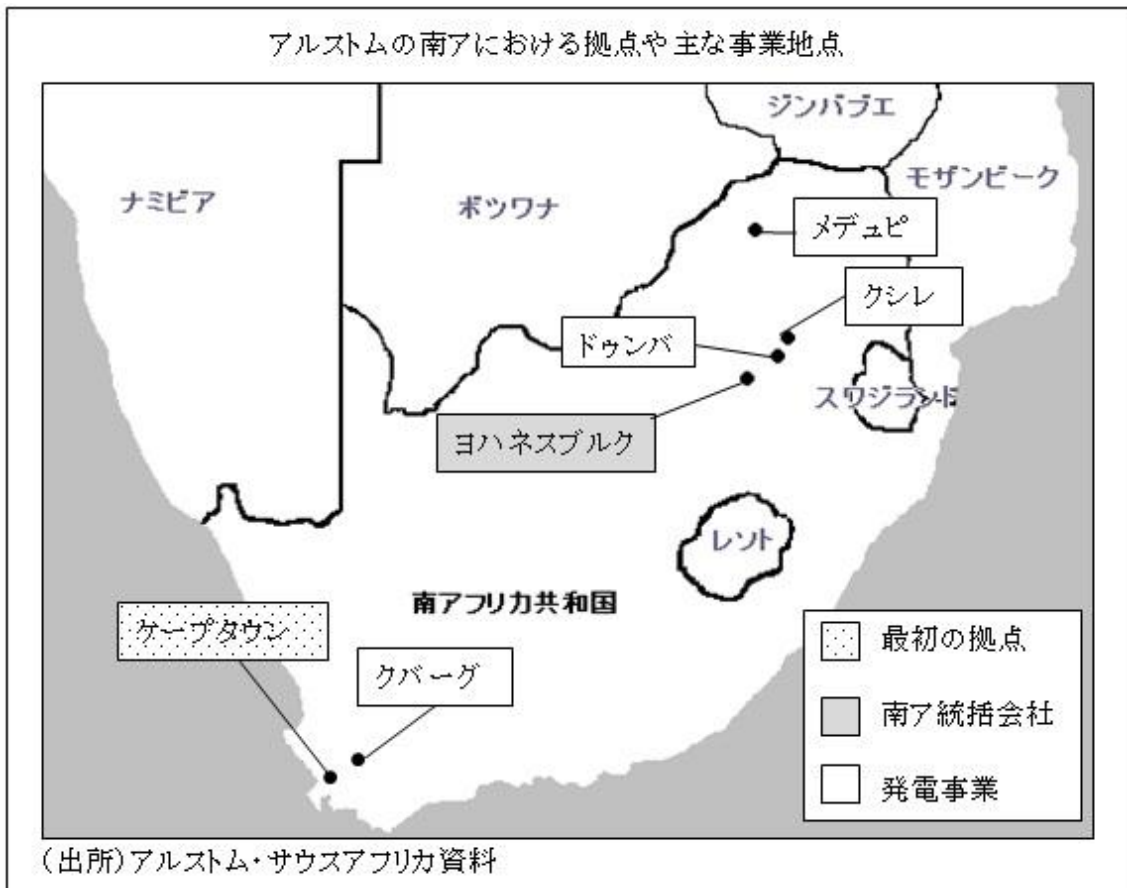 アルストムの南アにおける拠点や主な事業地点
ジンバブエ
ナミビア
ボツワナ
モザンビーク
メデュピ
クシレ
ドゥンバ
スワジランド
ヨハネスブルク
レソト
南アフリカ共和国
ケープタウン
クバーグ
最初の拠点
南ア統括会社
発電事業
(出所)アルストム・サウスアフリカ資料